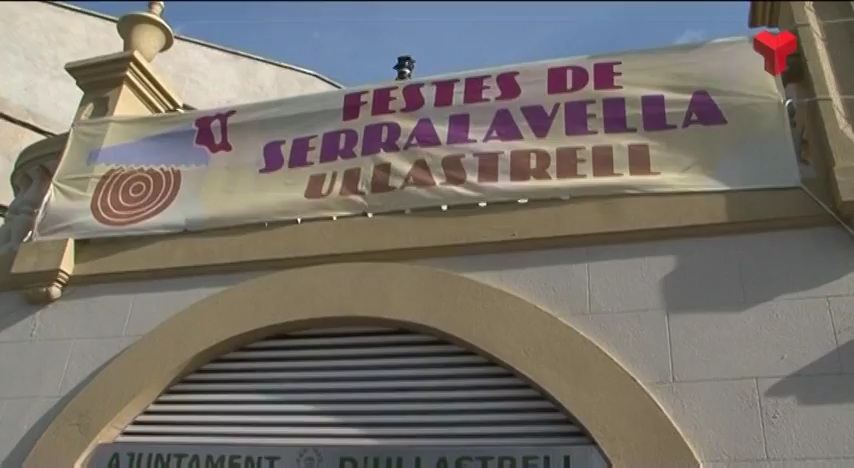 FESTES DE
SERRALAVELLA
ULLASTRELL
AJUNTAMENT D'ULLASTRELL